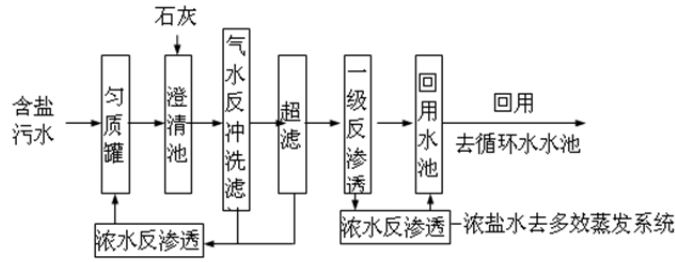 石灰
含盐
污水
匀质罐
澄清池
气水反冲洗滤
超滤
一级反渗透
回用水池
回用
去循环水水池
浓水反渗透
浓水反渗透
浓盐水去多效蒸发系统